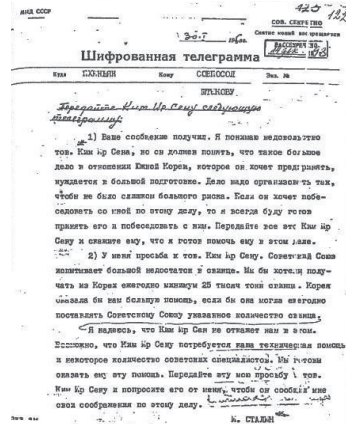 МИД СССР
СОВ. СЕКРЕТНО
Снятие копий воспрещается
30.I
Шифрованная телеграмма
Куда ПХЕНЬЯН Кому СОВПОСОЛ Экз. №
ШТЫКОВУ.
Передайте Ким Ир Сену следующую
телеграмму:
1) Ваше сообщение получил. Я понимаю недовольство
тов. Ким Ир Сена, но он должен понять, что такое большое
дело в отношении Южной Кореи, которое он хочет предпринять,
нуждается в большой подготовке. Дело надо организовать так,
чтобы не было слишком большого риска. Если он хочет побе-
седовать со мной по этому делу, то я всегда буду готов
принять его и побеседовать с ним. Передайте все это Ким Ир
Сену и скажите ему, что я готов помочь ему в этом деле.
2) У меня просьба к тов. Ким Ир Сену. Советский Союз
испытывает большой недостаток в свинце. Мы бы хотели полу-
чать из Кореи ежегодно минимум 25 тысяч тонн свинца. Корея
оказала бы нам большую помощь, если бы она могла ежегодно
поставлять Советскому Союзу указанное количество свинца.
Я надеюсь, что Ким Ир Сен не откажет нам в этом.
Возможно, что Ким Ир Сену потребуется наша техническая помощь
и некоторое количество советских специалистов. Мы готовы
оказать ему эту помощь. Передайте эту мою просьбу тов.
Ким Ир Сену и попросите его от меня, чтобы он сообщил мне
свои соображения по этому делу.
И. СТАЛИН